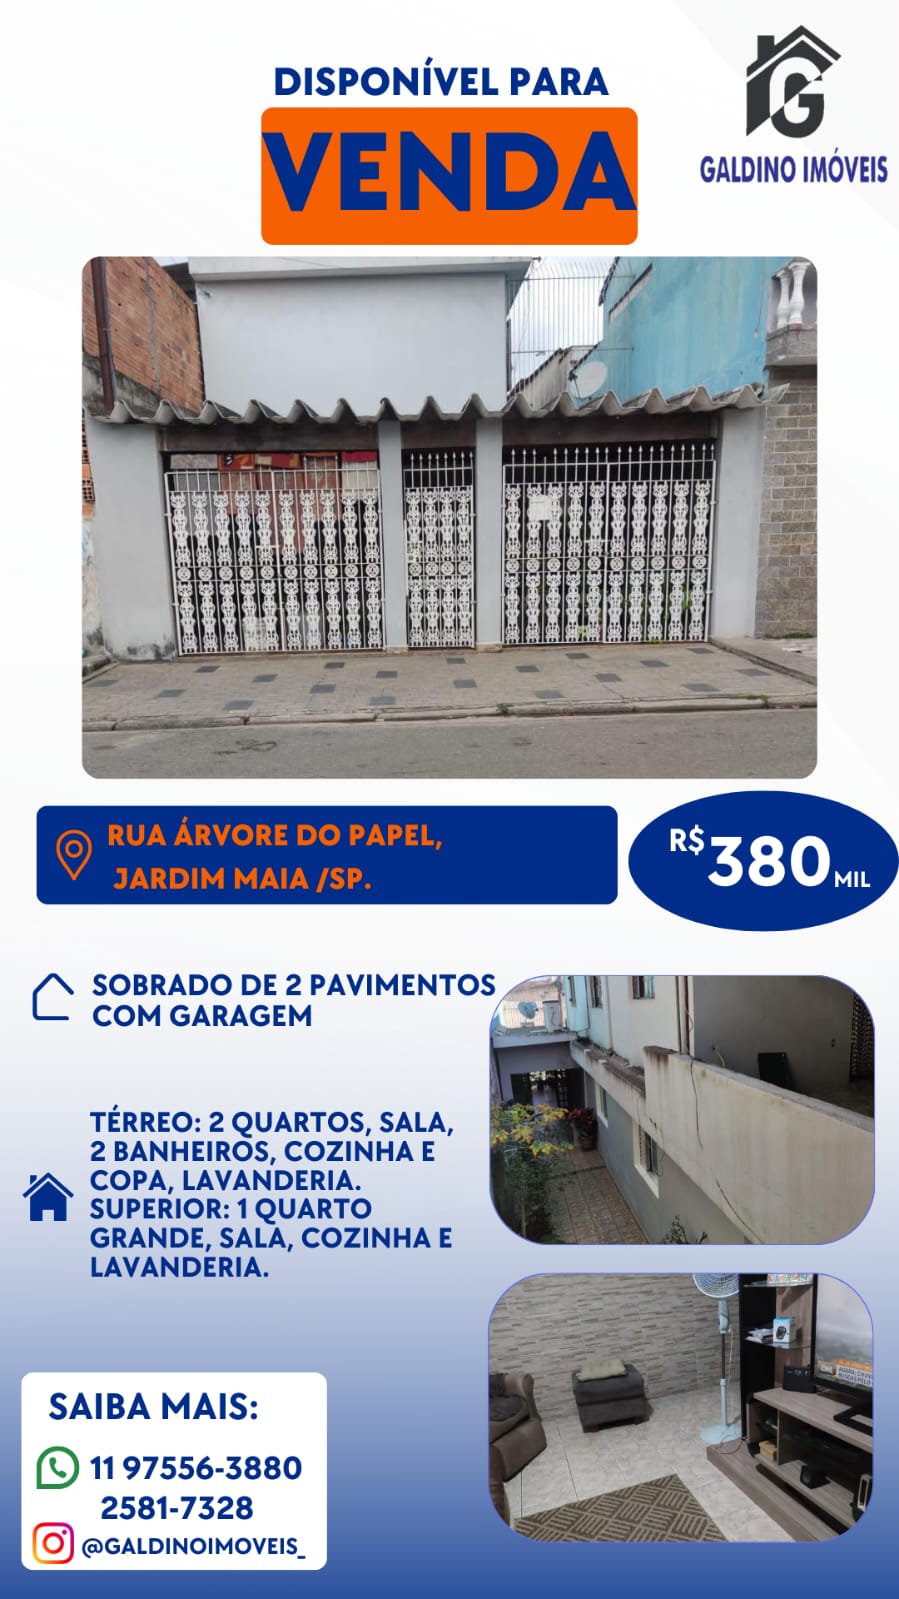 DISPONÍVEL PARA
VENDA
G
GALDINO IMÓVEIS
RUA ÁRVORE DO PAPEL,
JARDIM MAIA /SP.
R$380 MIL
SOBRADO DE 2 PAVIMENTOS
COM GARAGEM
TÉRREO: 2 QUARTOS, SALA,
2 BANHEIROS, COZINHA E
COPA, LAVANDERIA.
SUPERIOR: 1 QUARTO
GRANDE, SALA, COZINHA E
LAVANDERIA.
SAIBA MAIS:
11 97556-3880
2581-7328
@GALDINOIMOVEIS_